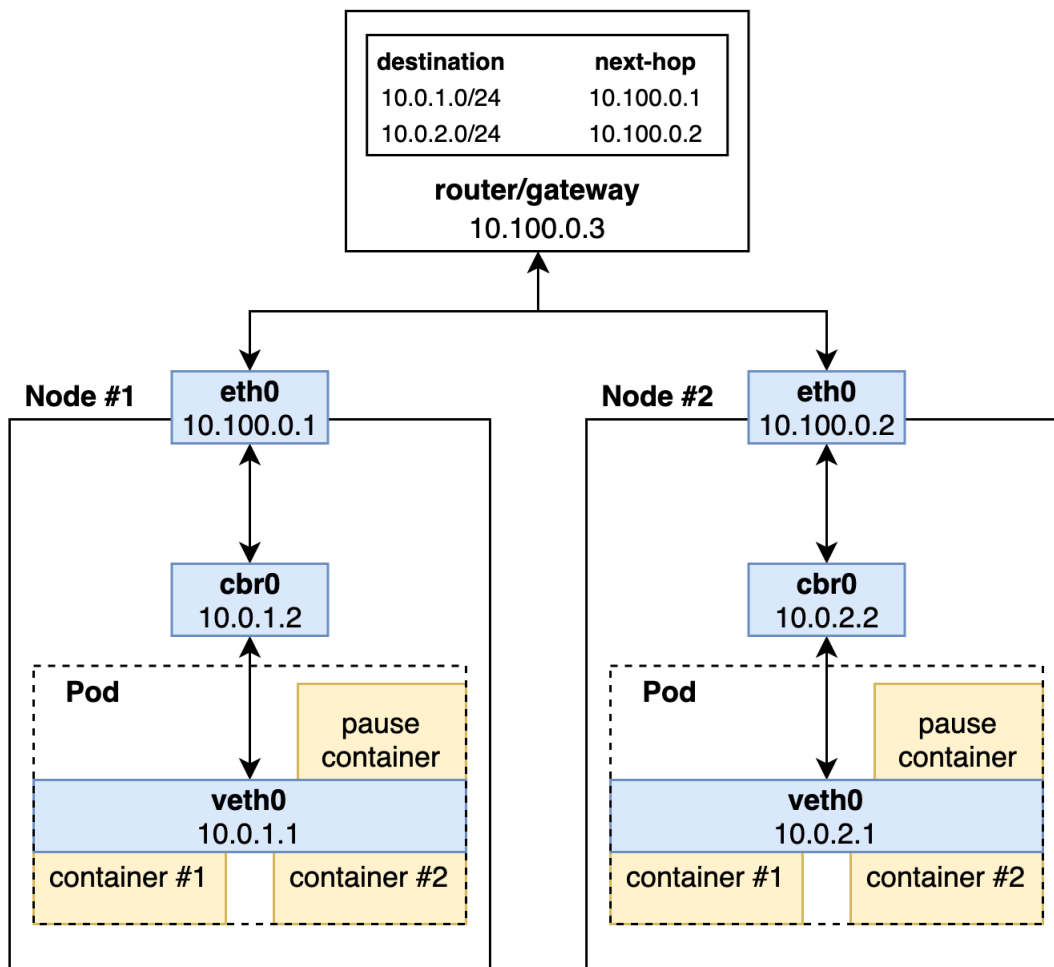 destination next-hop
10.0.1.0/24 10.100.0.1
10.0.2.0/24 10.100.0.2
router/gateway
10.100.0.3
Node #1
eth0
10.100.0.1
cbr0
10.0.1.2
Pod
pause
container
veth0
10.0.1.1
container #1
container #2
Node #2
eth0
10.100.0.2
cbr0
10.0.2.2
Pod
pause
container
veth0
10.0.2.1
container #1
container #2